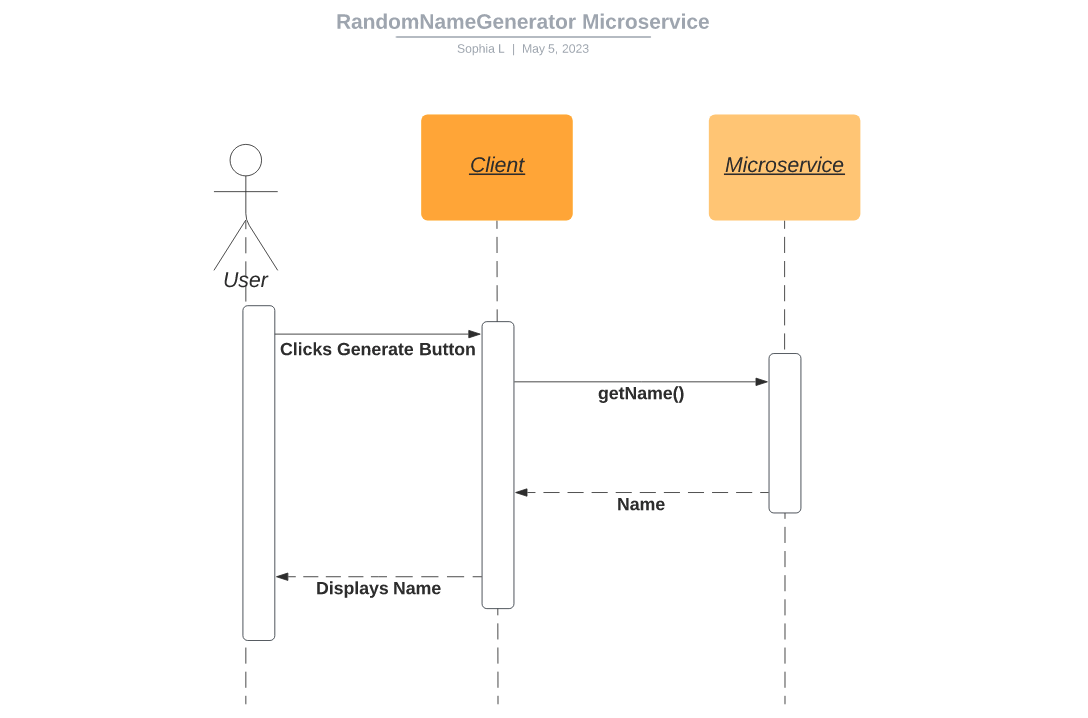 RandomNameGenerator Microservice
Sophia L | May 5, 2023
Client
Microservice
User
Clicks Generate Button
getName()
Name
Displays Name